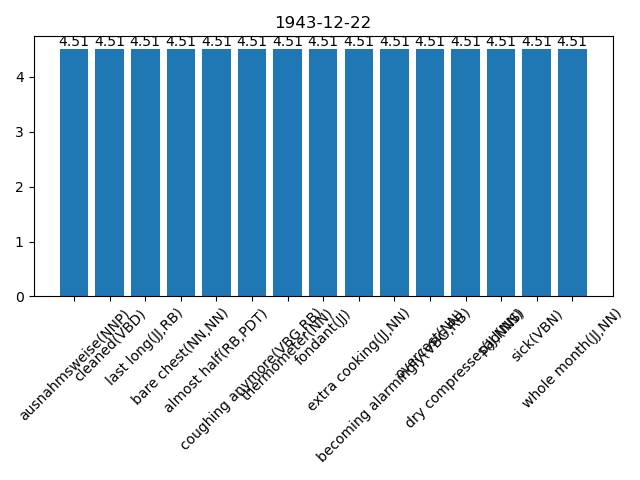 1943-12-22
4.51 4.51 4.51 4.51 4.51 4.51 4.51 4.51 4.51 4.51 4.51 4.51 4.51 4.51 4.51
4
3
2
1
0
ausnahmsweise(NNP)
cleaned(VBD)
last long(JJ,RB)
bare chest(NN,NN)
almost half(RB,PDT)
coughing anymore(VBG,RB)
thermometer(NN)
fondant(JJ)
extra cooking(JJ,NN)
becoming alarmingly(VBG,RB)
overcoat(NN)
dry compresses(JJ,NNS)
sick(VBN)
whole month(JJ,NN)